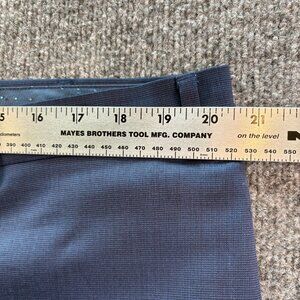 5 16 17 18 19 20 21
MAYES BROTHERS TOOL MFG. COMPANY on the level
390 400 410 420 430 440 450 460 470 480 490 500 510 520 530 540 550